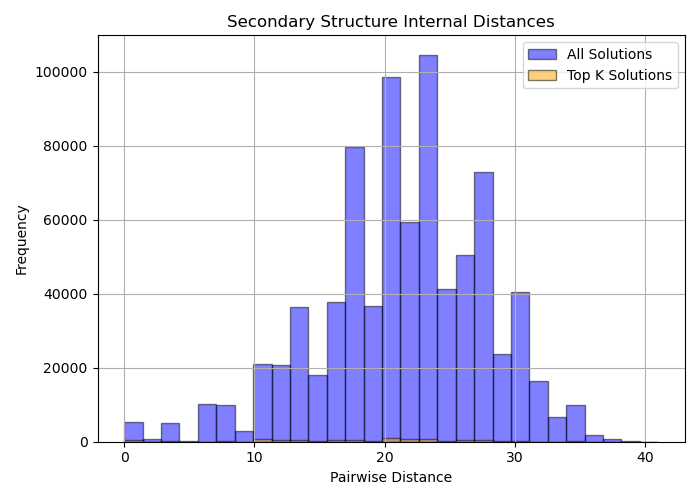 Secondary Structure Internal Distances
All Solutions
Top K Solutions
100000
80000
60000
40000
20000
0
Frequency
0 10 20 30 40
Pairwise Distance